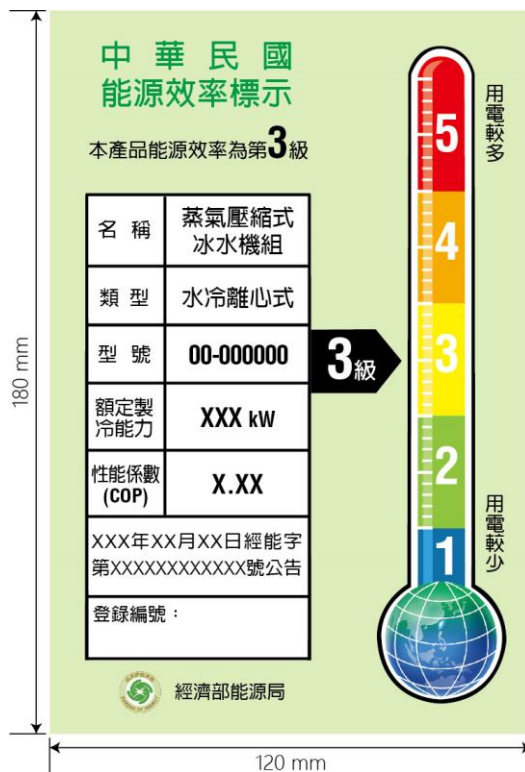 中華民國
能源效率標示
本產品能源效率為第3級
名稱
蒸氣壓縮式
冰水機組
類型
水冷離心式
型號
00-000000
額定製
冷能力
XXX kW
性能係數
(COP)
X.XX
XXX年XX月XX日經能字
第XXXXXXXXXXXX號公告
登錄編號：
經濟部能源局
3級
5
4
3
2
1
用電較多
用電較少
180 mm
120 mm